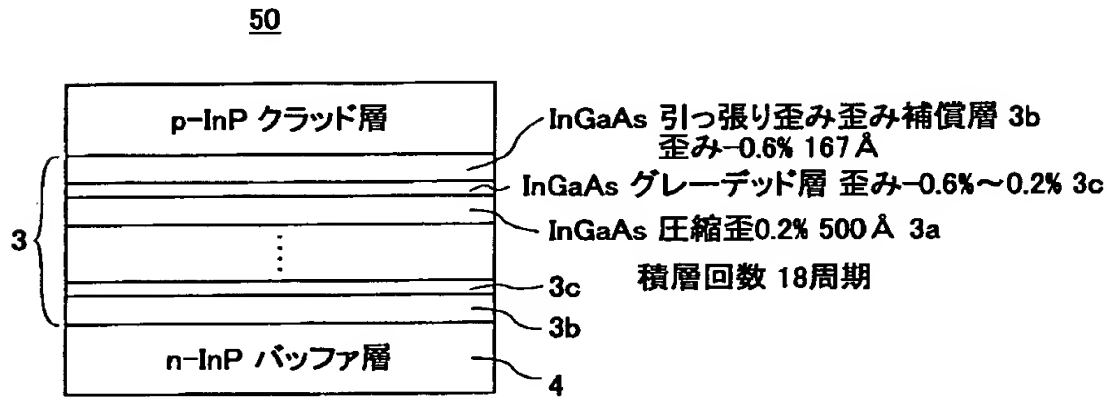 50
p-InP クラッド層
InGaAs 引っ張り歪み歪み補償層 3b
歪み-0.6% 167Å
InGaAs グレーデッド層 歪み-0.6%～0.2% 3c
3
InGaAs 圧縮歪0.2% 500Å 3a
積層回数 18周期
3c
3b
n-InP バッファ層
4